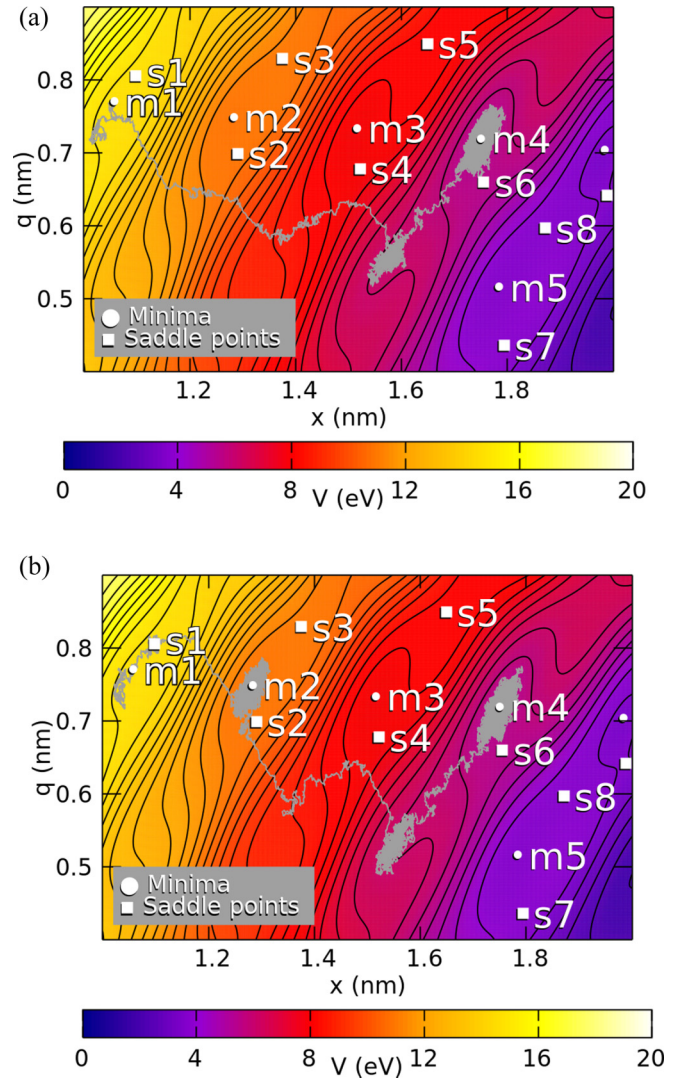 (a)
s1 s3 s5
0.8
m1 m2 m3 m4
q (nm)
0.7
s2 s4 s6
0.6
s8
0.5
m5
Minima
Saddle points
s7
1.2 1.4 1.6 1.8
x (nm)
0 4 8 12 16 20
V (eV)
(b)
s1 s3 s5
0.8
m1 m2 m3 m4
q (nm)
0.7
s2 s4 s6
0.6
s8
0.5
m5
Minima
Saddle points
s7
1.2 1.4 1.6 1.8
x (nm)
0 4 8 12 16 20
V (eV)